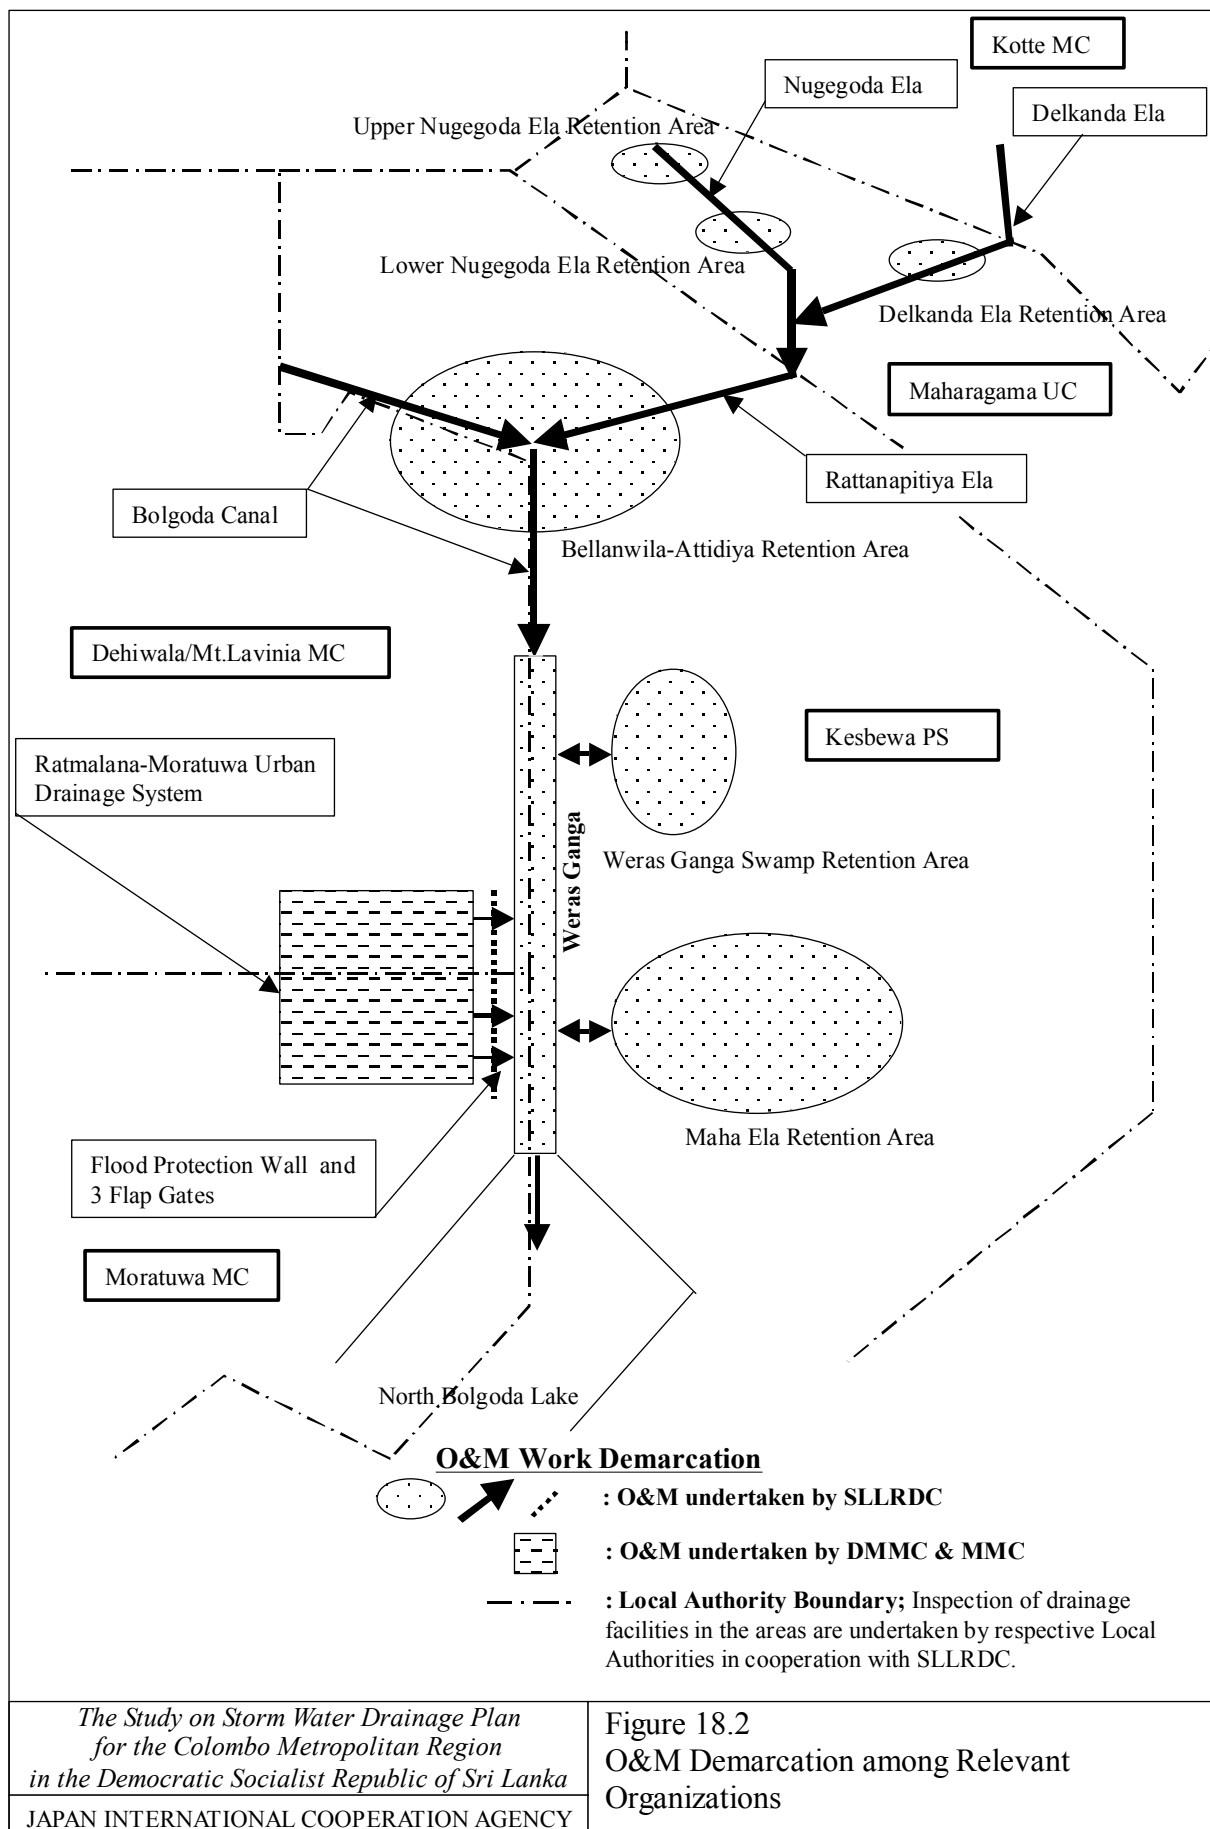 Kotte MC
Nugegoda Ela
Delkanda Ela
Upper Nugegoda Ela Retention Area
Lower Nugegoda Ela Retention Area
Delkanda Ela Retention Area
Maharagama UC
Rattanapitiya Ela
Bolgoda Canal
Bellanwila-Attidiya Retention Area
Dehiwala/Mt.Lavinia MC
Kesbewa PS
Ratmalana-Moratuwa Urban
Drainage System
Weras Ganga
Weras Ganga Swamp Retention Area
Maha Ela Retention Area
Flood Protection Wall and
3 Flap Gates
Moratuwa MC
North Bolgoda Lake
O&M Work Demarcation
: O&M undertaken by SLLRDC
: O&M undertaken by DMMC & MMC
: Local Authority Boundary; Inspection of drainage
facilities in the areas are undertaken by respective Local
Authorities in cooperation with SLLRDC.
The Study on Storm Water Drainage Plan
for the Colombo Metropolitan Region
in the Democratic Socialist Republic of Sri Lanka
JAPAN INTERNATIONAL COOPERATION AGENCY
Figure 18.2
O&M Demarcation among Relevant
Organizations